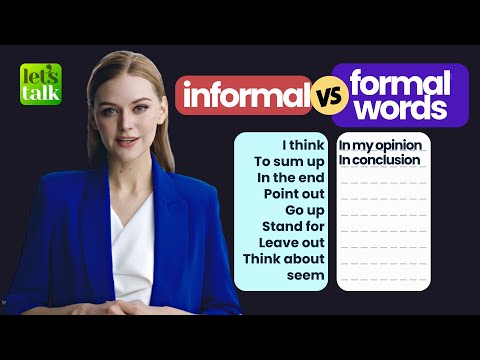 let's
talk
informal
vs
formal
words
I think
To sum up
In the end
Point out
Go up
Stand for
Leave out
Think about
seem
In my opinion
In conclusion